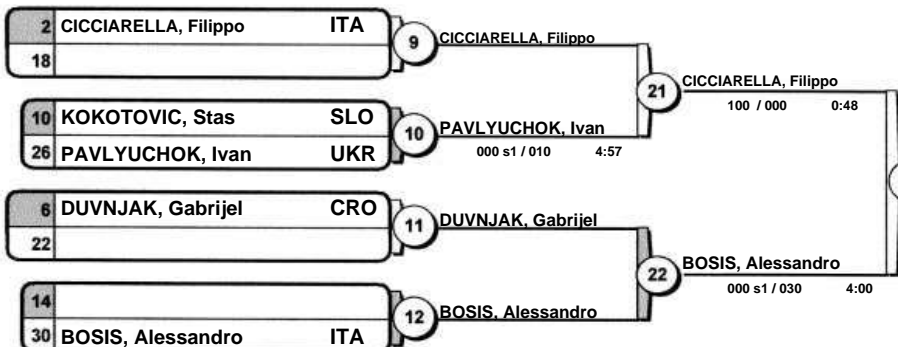 2 CICCIARELLA, Filippo ITA
18
9
CICCIARELLA, Filippo
10 KOKOTOVIC, Stas SLO
26 PAVLYUCHOK, Ivan UKR
10
PAVLYUCHOK, Ivan
000 s1 / 010 4:57
21
CICCIARELLA, Filippo
100 / 000 0:48
6 DUVNJAK, Gabrijel CRO
22
11
DUVNJAK, Gabrijel
14
30 BOSIS, Alessandro ITA
12
BOSIS, Alessandro
22
BOSIS, Alessandro
000 s1 / 030 4:00